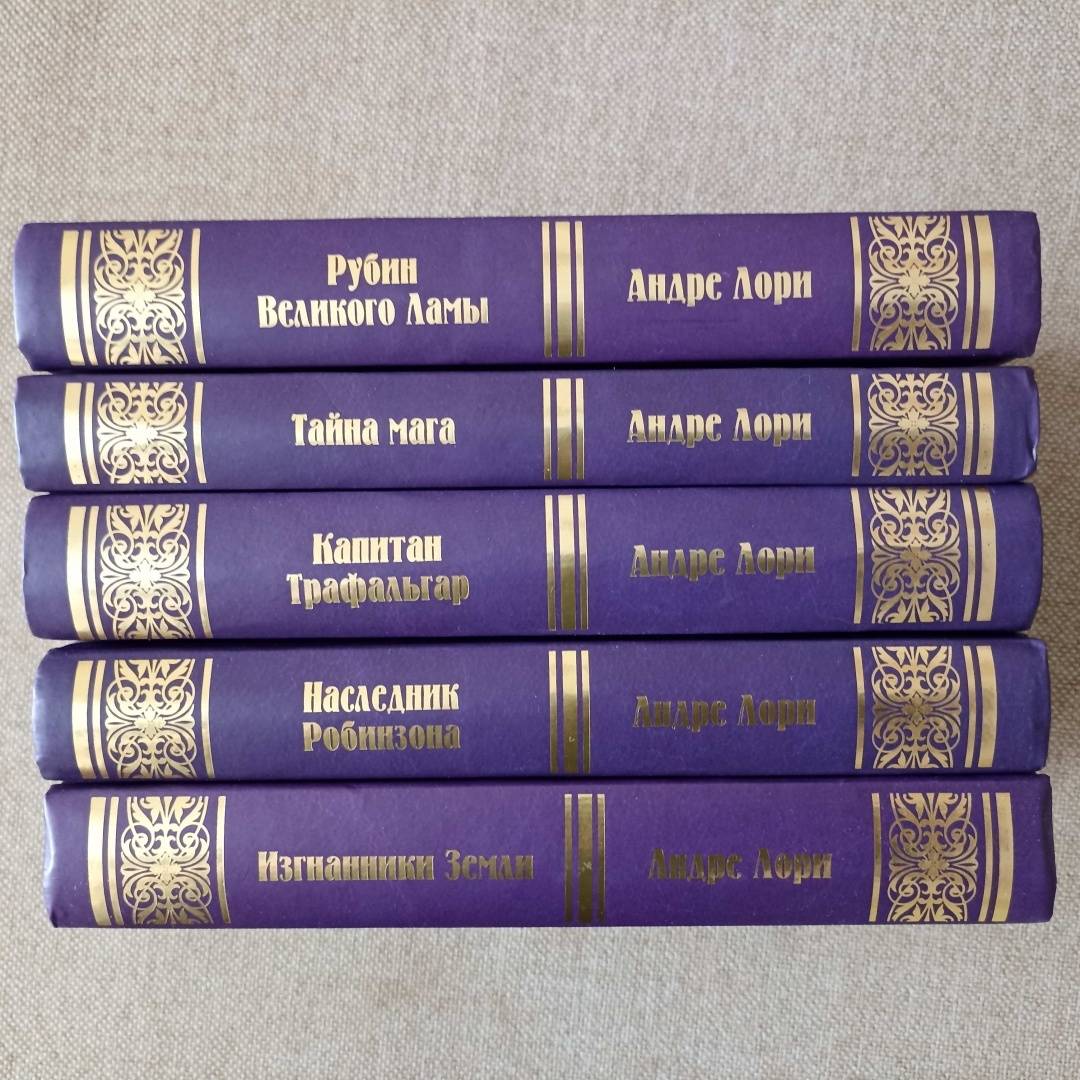 Рубин
Великого Ламы
Андре Лори
Тайна мага
Андре Лори
Капитан
Трафальгар
Андре Лори
Наследник
Робинзона
Андре Лори
Изгнанники Земли
Андре Лори